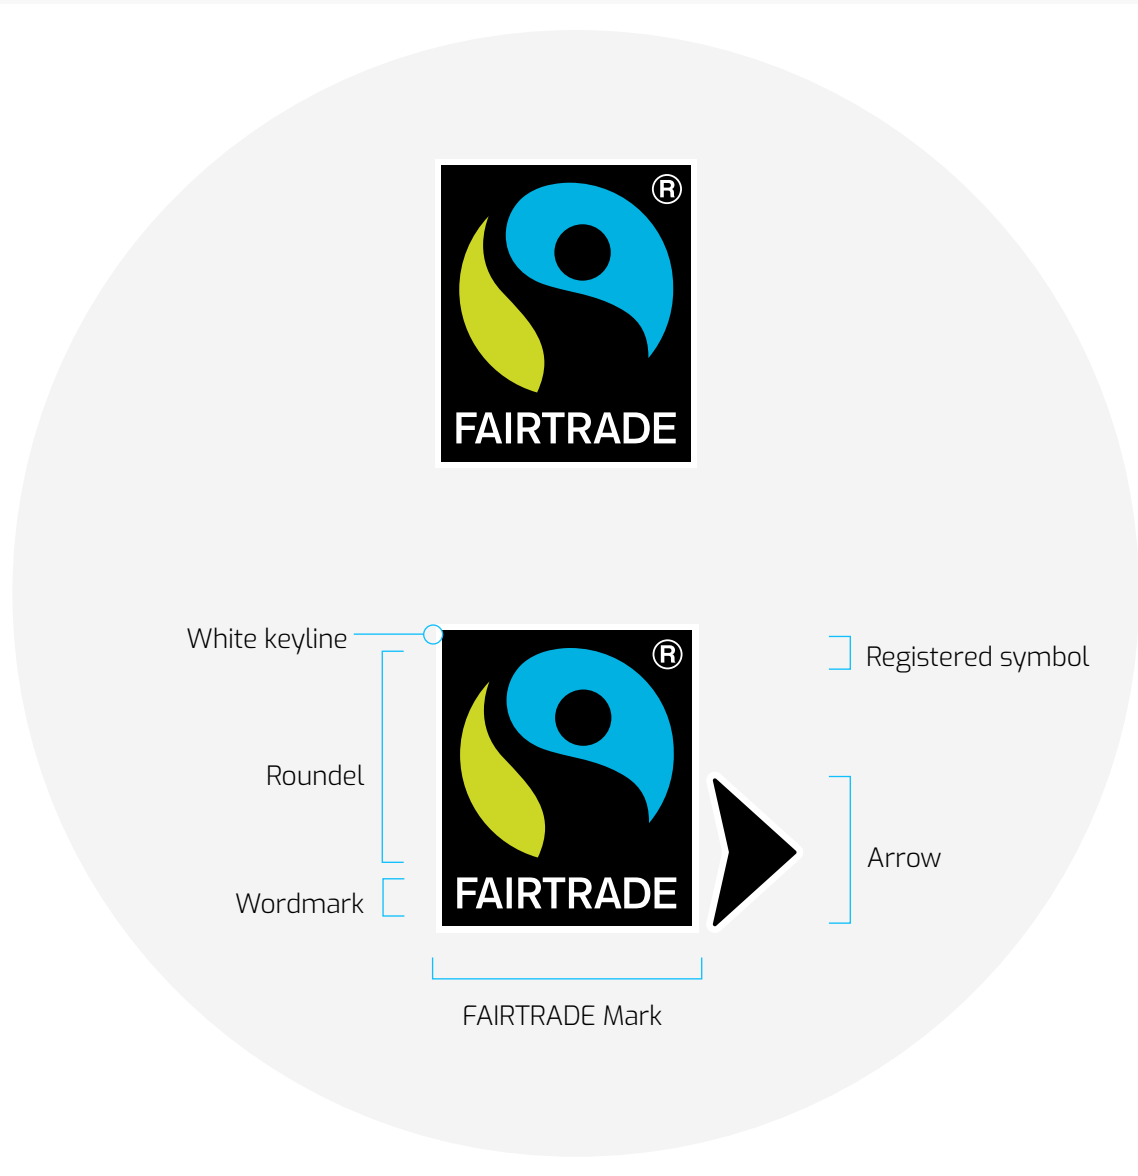 ®
FAIRTRADE
White keyline
®
Registered symbol
Roundel
Arrow
Wordmark
FAIRTRADE
FAIRTRADE Mark